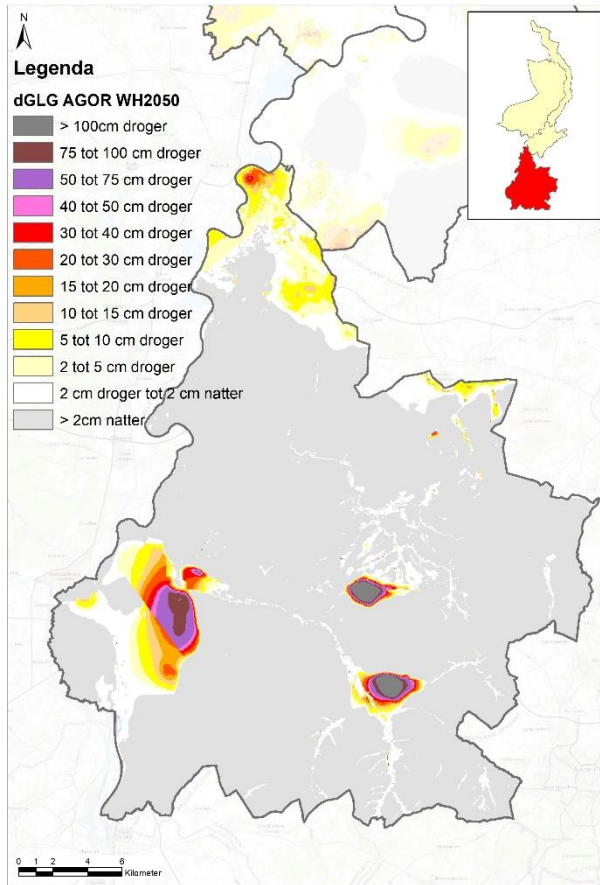 N
Legenda
dGLG AGOR WH2050
> 100cm droger
75 tot 100 cm droger
50 tot 75 cm droger
40 tot 50 cm droger
30 tot 40 cm droger
20 tot 30 cm droger
15 tot 20 cm droger
10 tot 15 cm droger
5 tot 10 cm droger
2 tot 5 cm droger
2 cm droger tot 2 cm natter
> 2cm natter
0 1 2 4 6
Kilometer